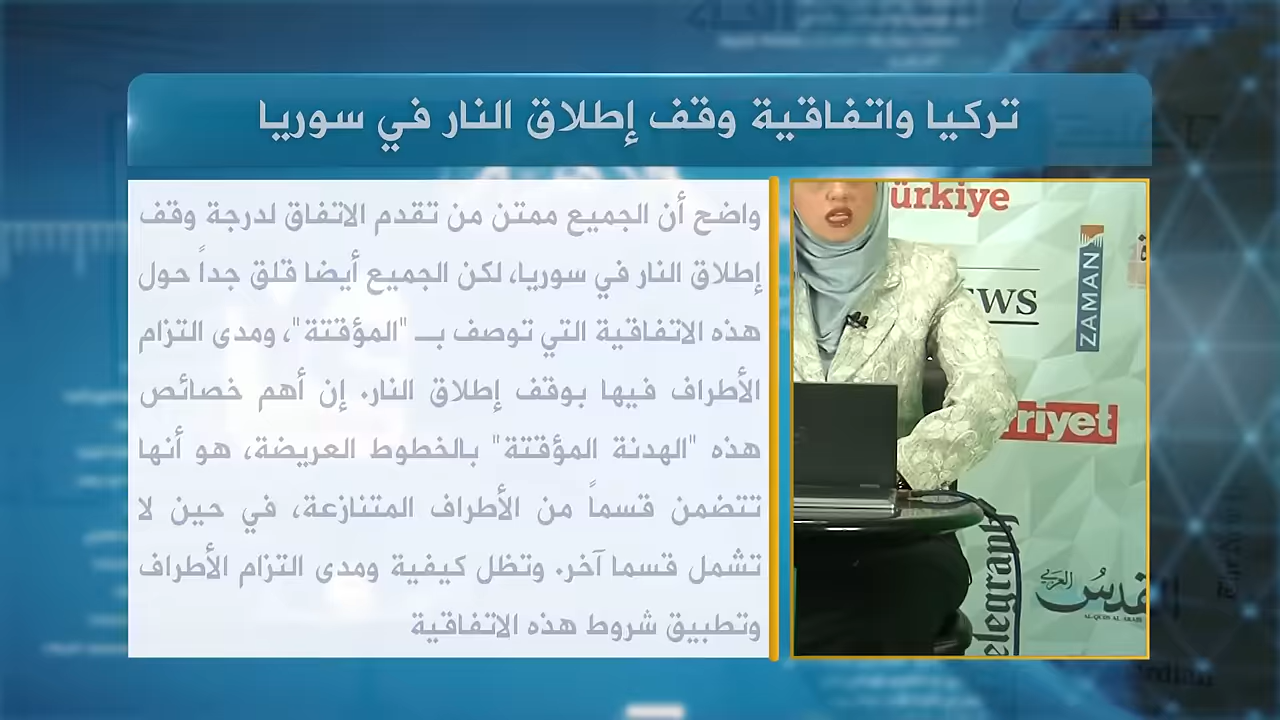 تركيا واتفاقية وقف إطلاق النار في سوريا
واضح أن الجميع ممتن من تقدم الاتفاق لدرجة وقف
إطلاق النار في سوريا، لكن الجميع أيضا قلق جداً حول
هذه الاتفاقية التي توصف بـ "المؤقتة"، ومدى التزام
الأطراف فيها بوقف إطلاق النار. إن أهم خصائص
هذه "الهدنة المؤقتة" بالخطوط العريضة، هو أنها
تتضمن قسماً من الأطراف المتنازعة، في حين لا
تشمل قسما آخر. وتظل كيفية ومدى التزام الأطراف
وتطبيق شروط هذه الاتفاقية
ürkiye
ZAMAN
EWS
rriyet
elegraph
القدس العربي
AL-QUDS AL-ARABI